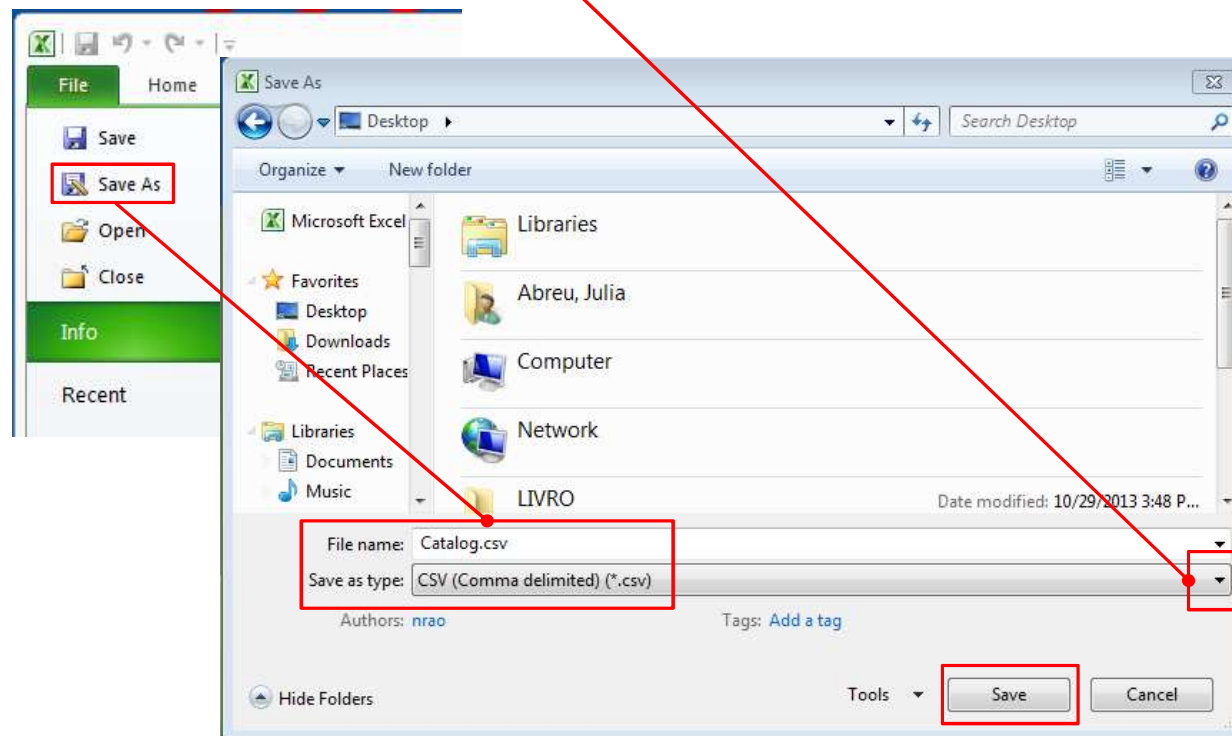 File Home
Save
Save As
Open
Close
Info
Recent
Save As
Desktop
Search Desktop
Organize New folder
Microsoft Excel
Favorites
Desktop
Downloads
Recent Places
Libraries
Documents
Music
Libraries
Abreu, Julia
Computer
Network
LIVRO Date modified: 10/29/2013 3:48 P...
File name: Catalog.csv
Save as type: CSV (Comma delimited) (*.csv)
Authors: nrao Tags: Add a tag
Hide Folders Tools Save Cancel